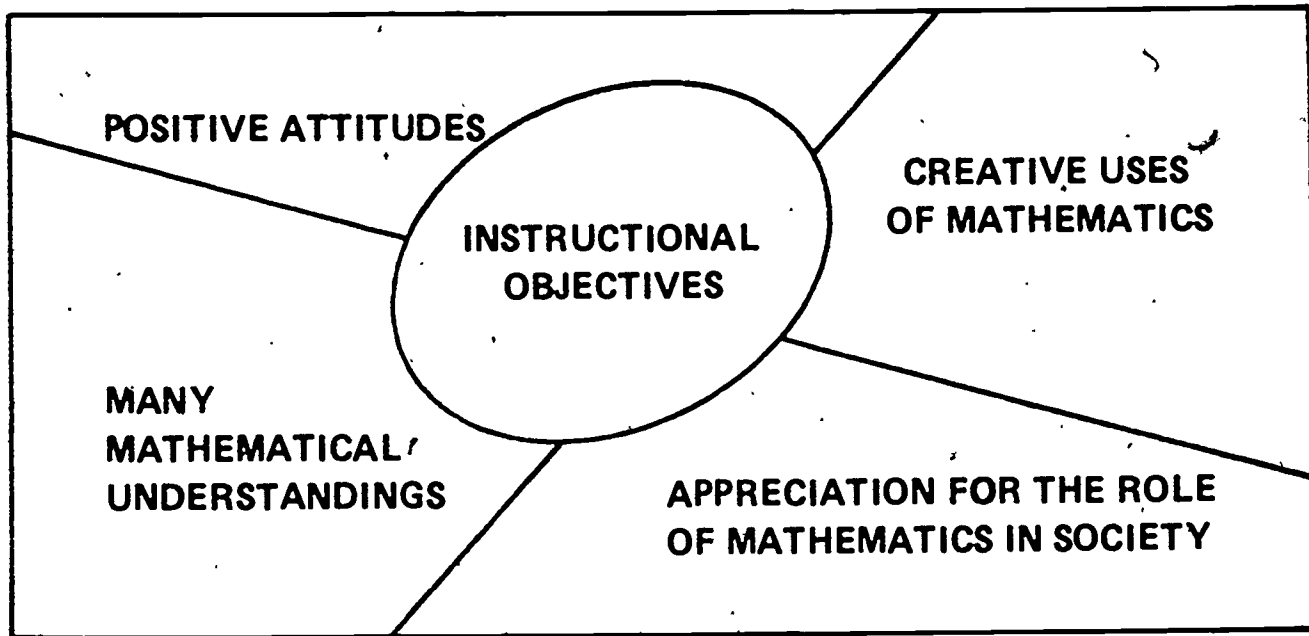 POSITIVE ATTITUDES
CREATIVE USES
OF MATHEMATICS
INSTRUCTIONAL
OBJECTIVES
MANY
MATHEMATICAL
UNDERSTANDINGS
APPRECIATION FOR THE ROLE
OF MATHEMATICS IN SOCIETY